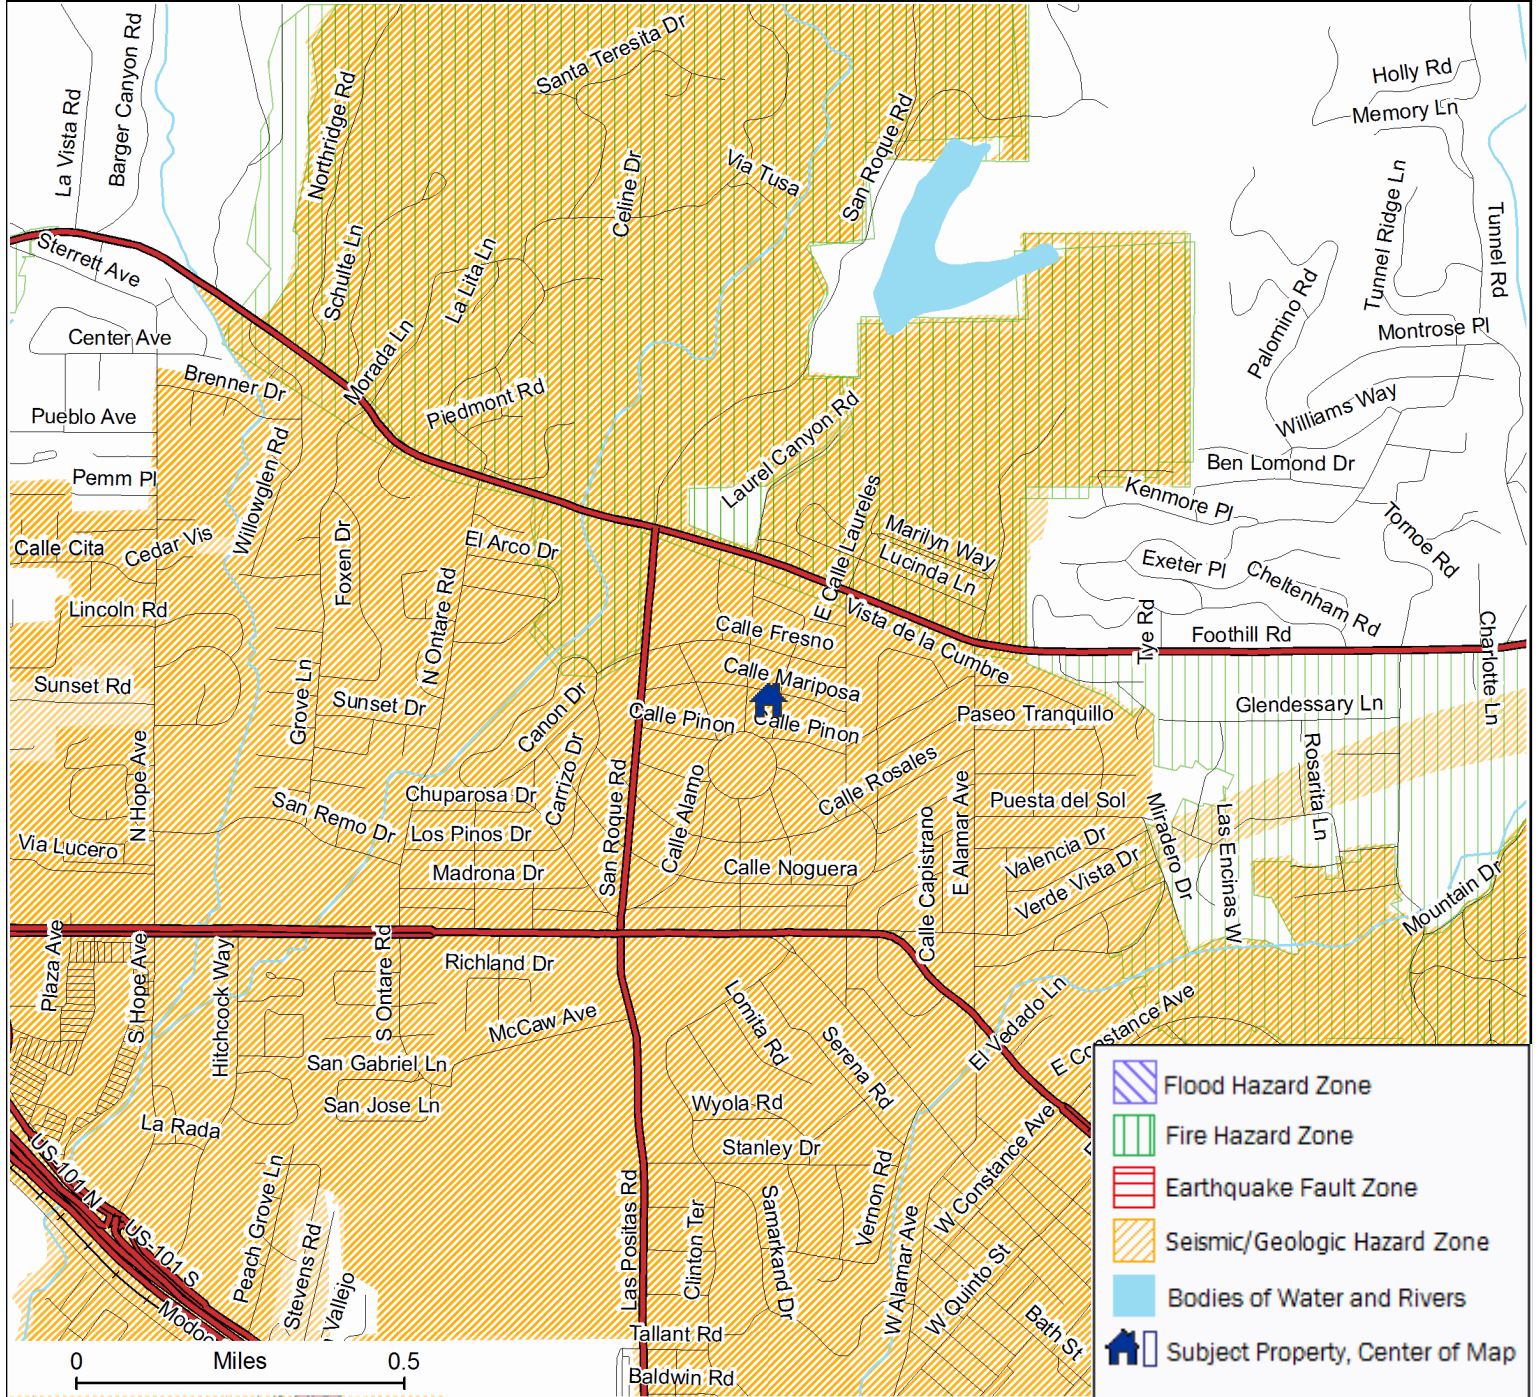 Santa Teresita Dr
Holly Rd
Memory Ln
La Vista Rd
Barger Canyon Rd
Northridge Rd
San Roque Rd
Via Tusa
Celine Dr
Tunnel Ridge Ln
Tunnel Rd
Sterrett Ave
Schulte Ln
La Lita Ln
Palomino Rd
Montrose Pl
Center Ave
Morada Ln
Brenner Dr
Piedmont Rd
Williams Way
Pueblo Ave
Laurel Canyon Rd
Ben Lomond Dr
Pemm Pl
Willowglen Rd
Kenmore Pl
Tornoe Rd
Calle Cita
Cedar Vis
Foxen Dr
El Arco Dr
E Calle Laureles
Marilyn Way
Lucinda Ln
Exeter Pl
Cheltenham Rd
Lincoln Rd
N Ontare Rd
Calle Fresno
Vista de la Cumbre
Tye Rd
Foothill Rd
Charlotte Ln
Sunset Rd
Grove Ln
Sunset Dr
Canon Dr
Calle Mariposa
Calle Pinon
Calle Pinon
Paseo Tranquillo
Glendessary Ln
Rosarita Ln
N Hope Ave
Carrizo Dr
Chuparosa Dr
San Roque Rd
Calle Alamo
Calle Rosales
E Alamar Ave
Puesta del Sol
San Remo Dr
Los Pinos Dr
Miradero Dr
Las Encinas W
Via Lucero
Madrona Dr
Calle Noguera
Calle Capistrano
Valencia Dr
Verde Vista Dr
Mountain Dr
Plaza Ave
S Hope Ave
Hitchcock Way
S Ontare Rd
Richland Dr
McCaw Ave
Lomita Rd
Serena Rd
El Vedado Ln
E Constance Ave
San Gabriel Ln
San Jose Ln
La Rada
Wyola Rd
Stanley Dr
US-101 N
US-101 S
Peach Grove Ln
Stevens Rd
Vallejo
Las Positas Rd
Clinton Ter
Samarkand Dr
Vernon Rd
W Alamar Ave
W Constance Ave
W Quinto St
Bath St
Modoc
Tallant Rd
Baldwin Rd
0 Miles 0.5
Flood Hazard Zone
Fire Hazard Zone
Earthquake Fault Zone
Seismic/Geologic Hazard Zone
Bodies of Water and Rivers
Subject Property, Center of Map